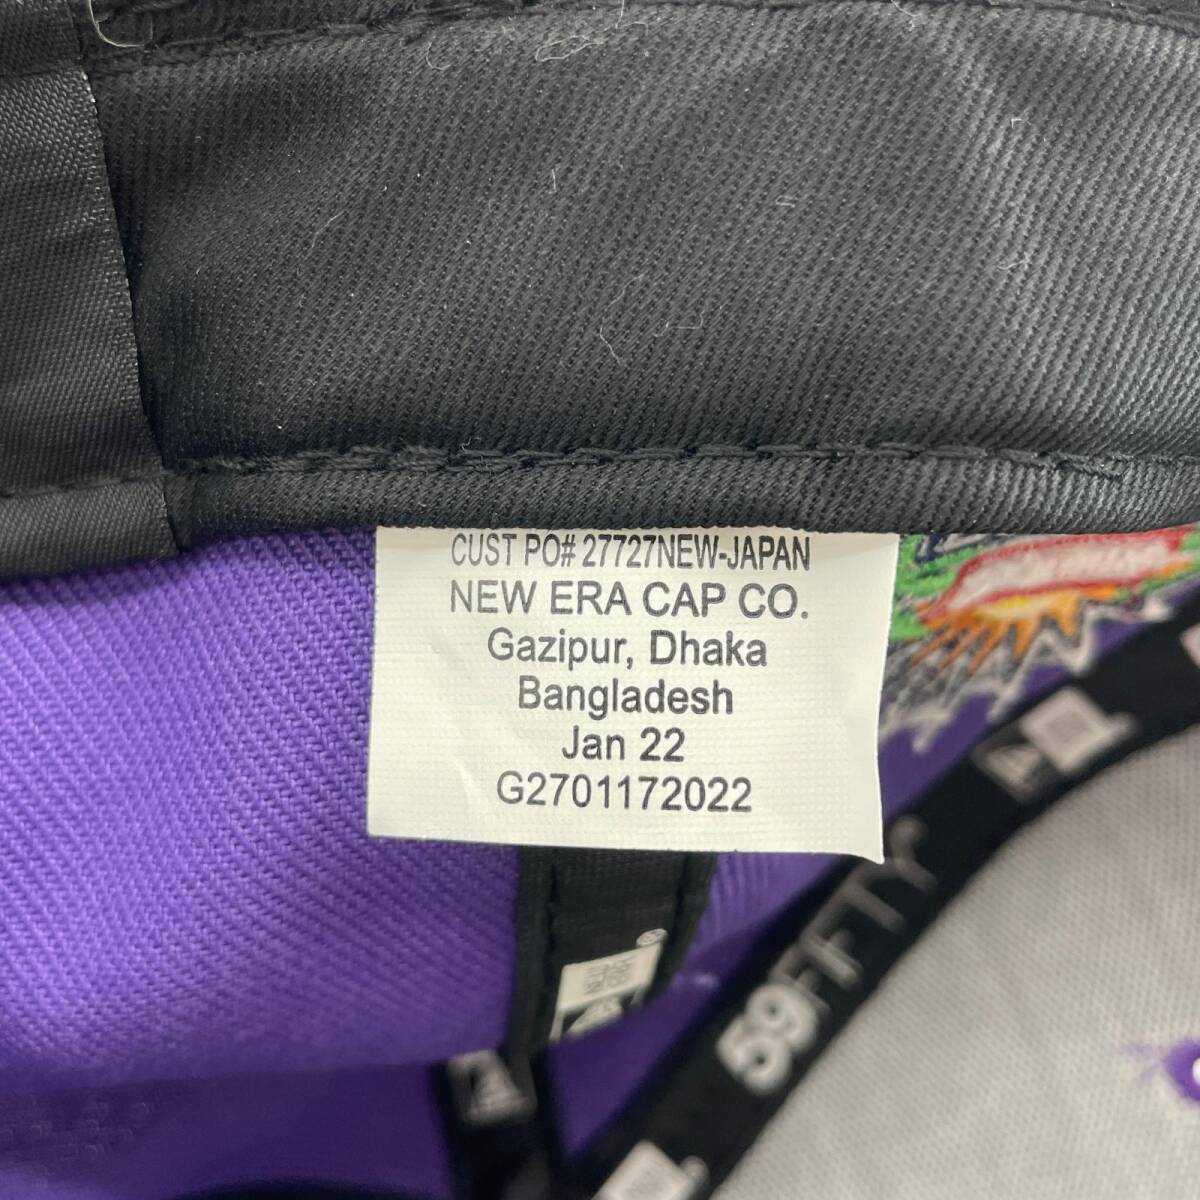 CUST PO# 27727NEW-JAPAN
NEW ERA CAP CO.
Gazipur, Dhaka
Bangladesh
Jan 22
G2701172022
59FIFTY